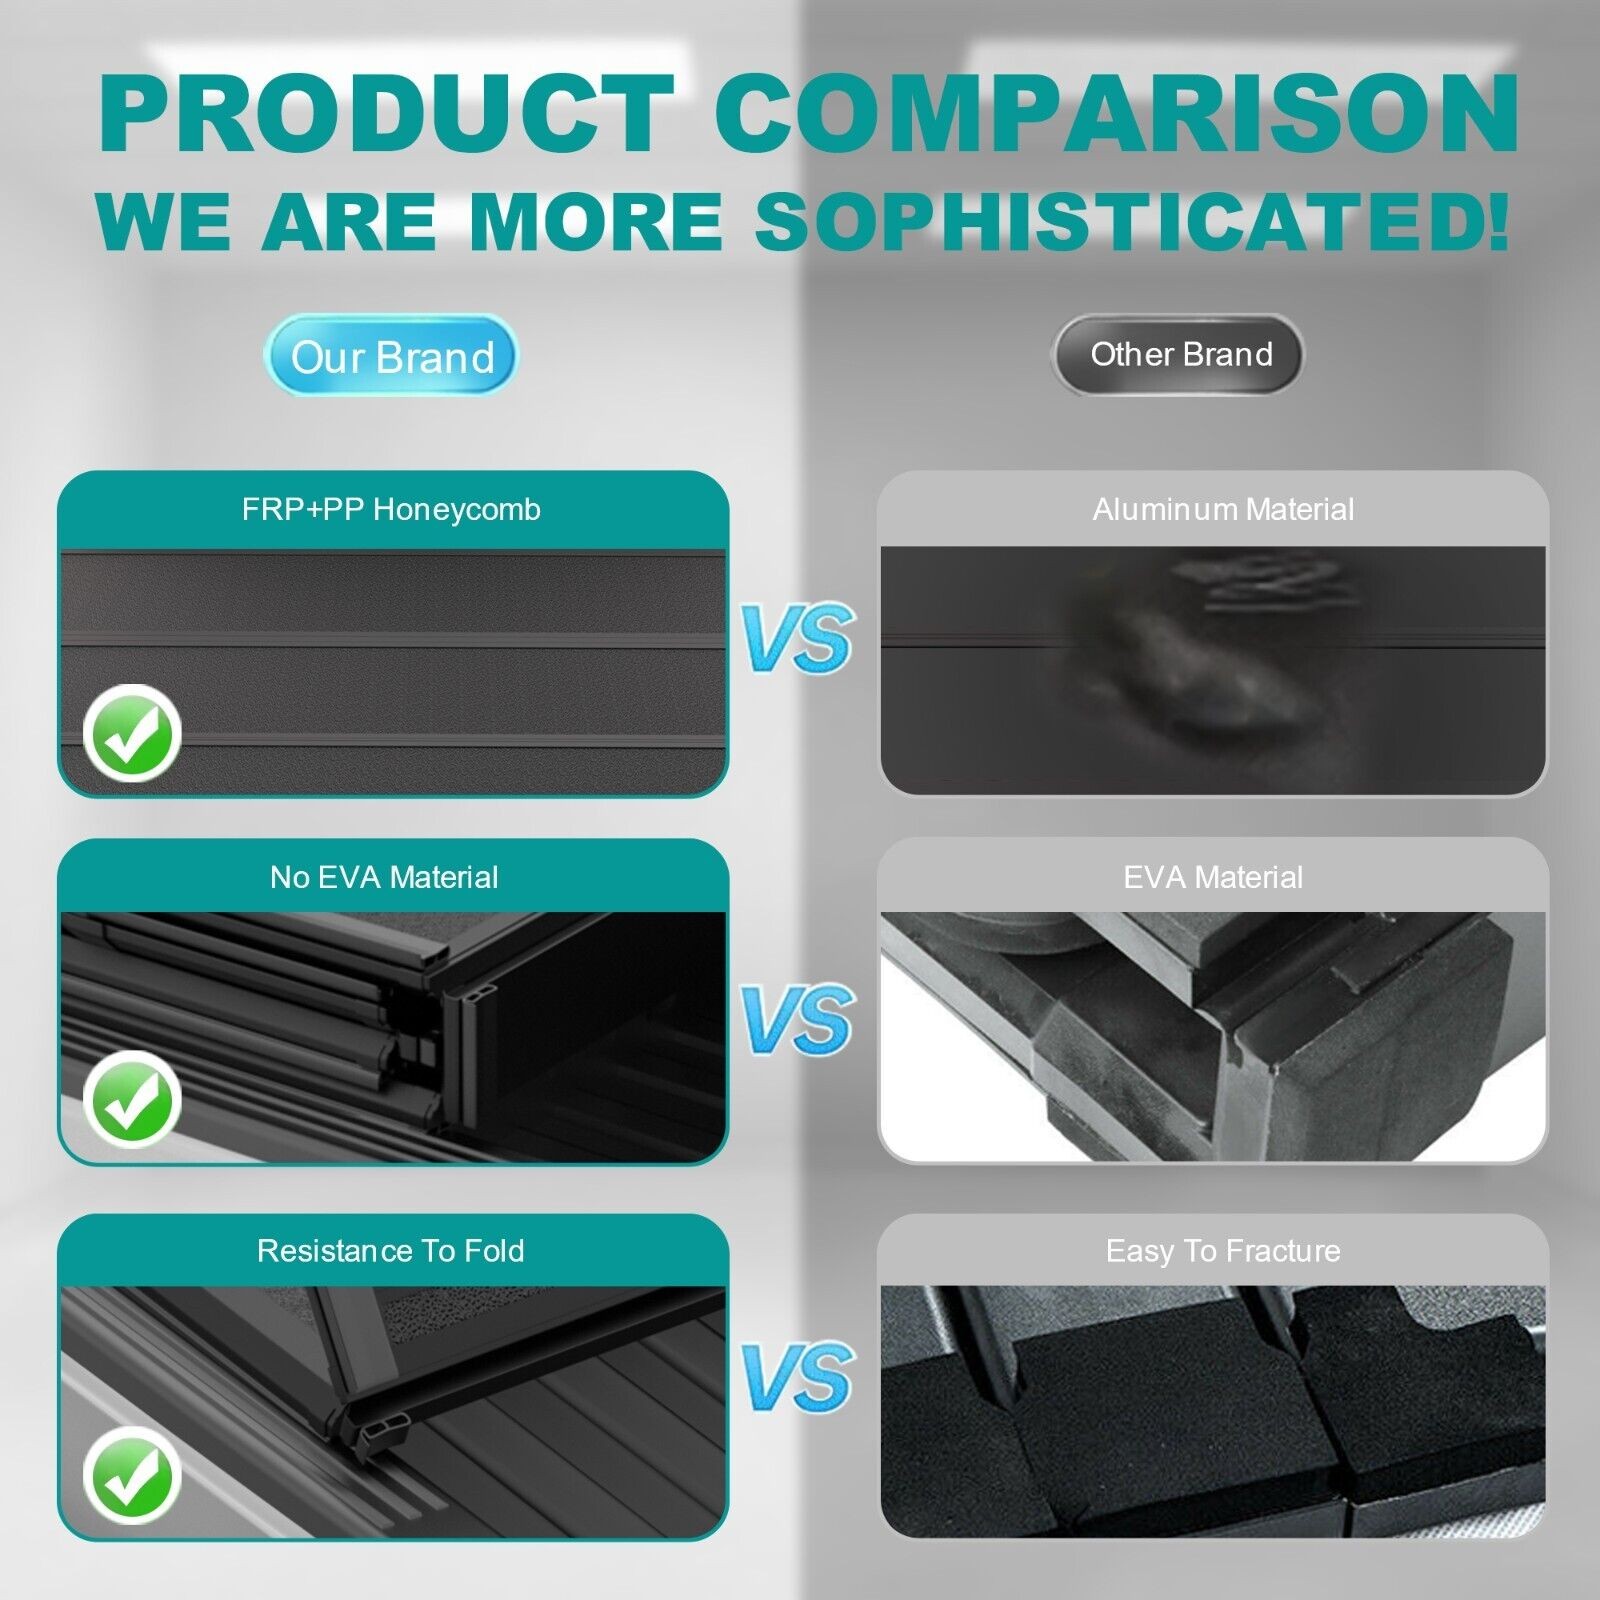 PRODUCT COMPARISON
WE ARE MORE SOPHISTICATED!
Our Brand
Other Brand
FRP+PP Honeycomb
Aluminum Material
VS
No EVA Material
EVA Material
VS
Resistance To Fold
Easy To Fracture
VS